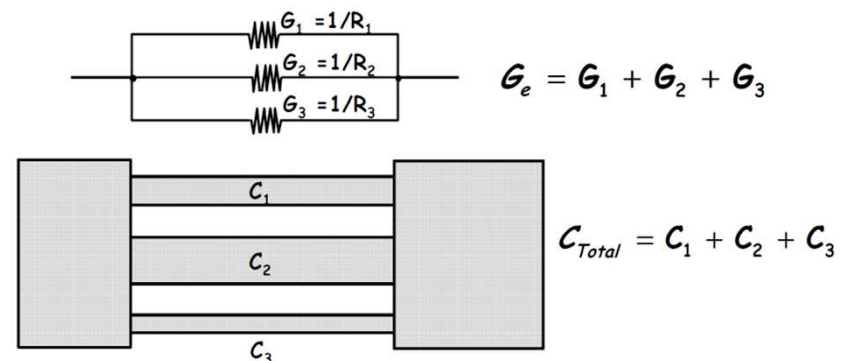 G₁ =1/R₁
G₂ =1/R₂
G₃ =1/R₃
Gₑ = G₁ + G₂ + G₃
C₁
C₂
C₃
C_Total = C₁ + C₂ + C₃